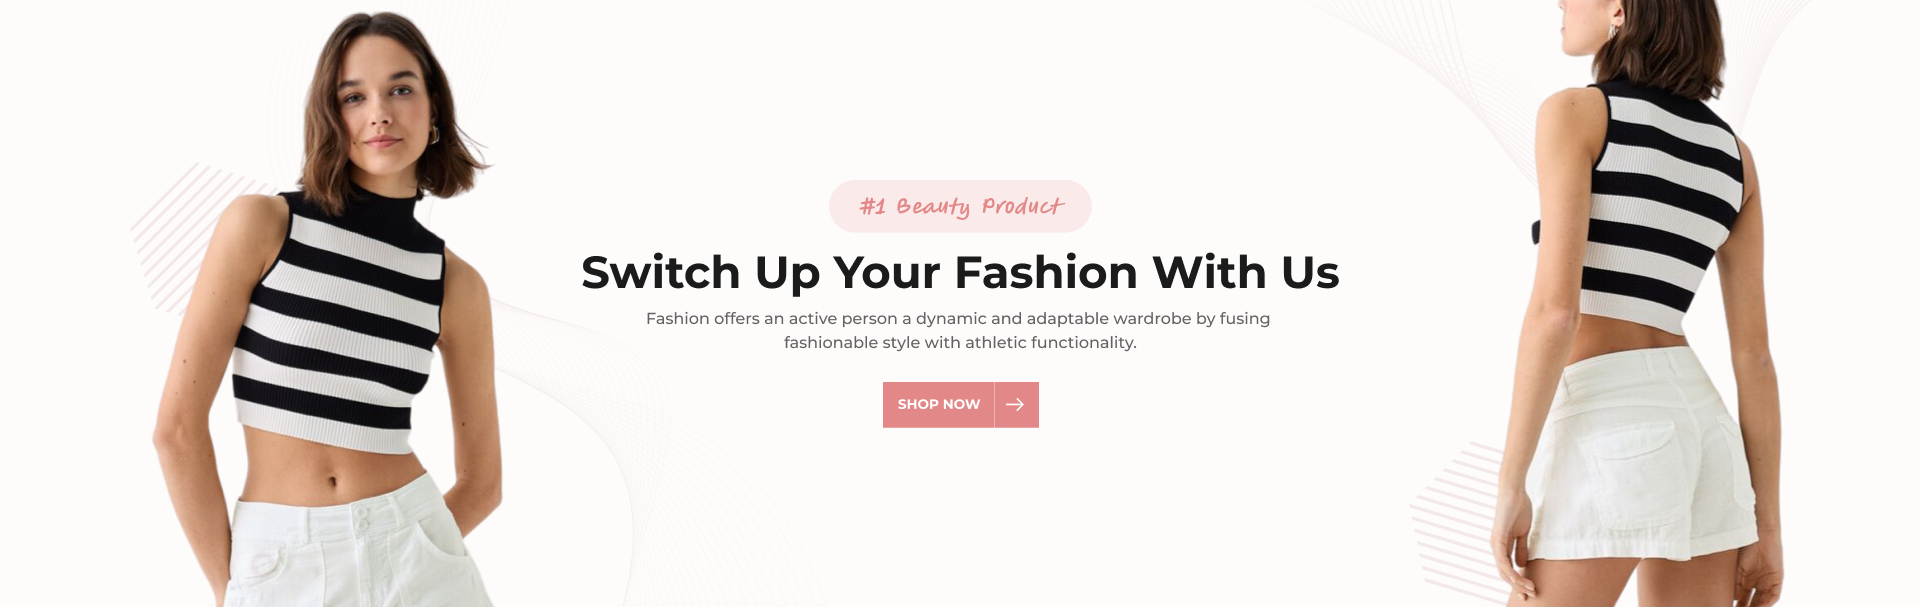 #1 Beauty Product
Switch Up Your Fashion With Us
Fashion offers an active person a dynamic and adaptable wardrobe by fusing
fashionable style with athletic functionality.
SHOP NOW